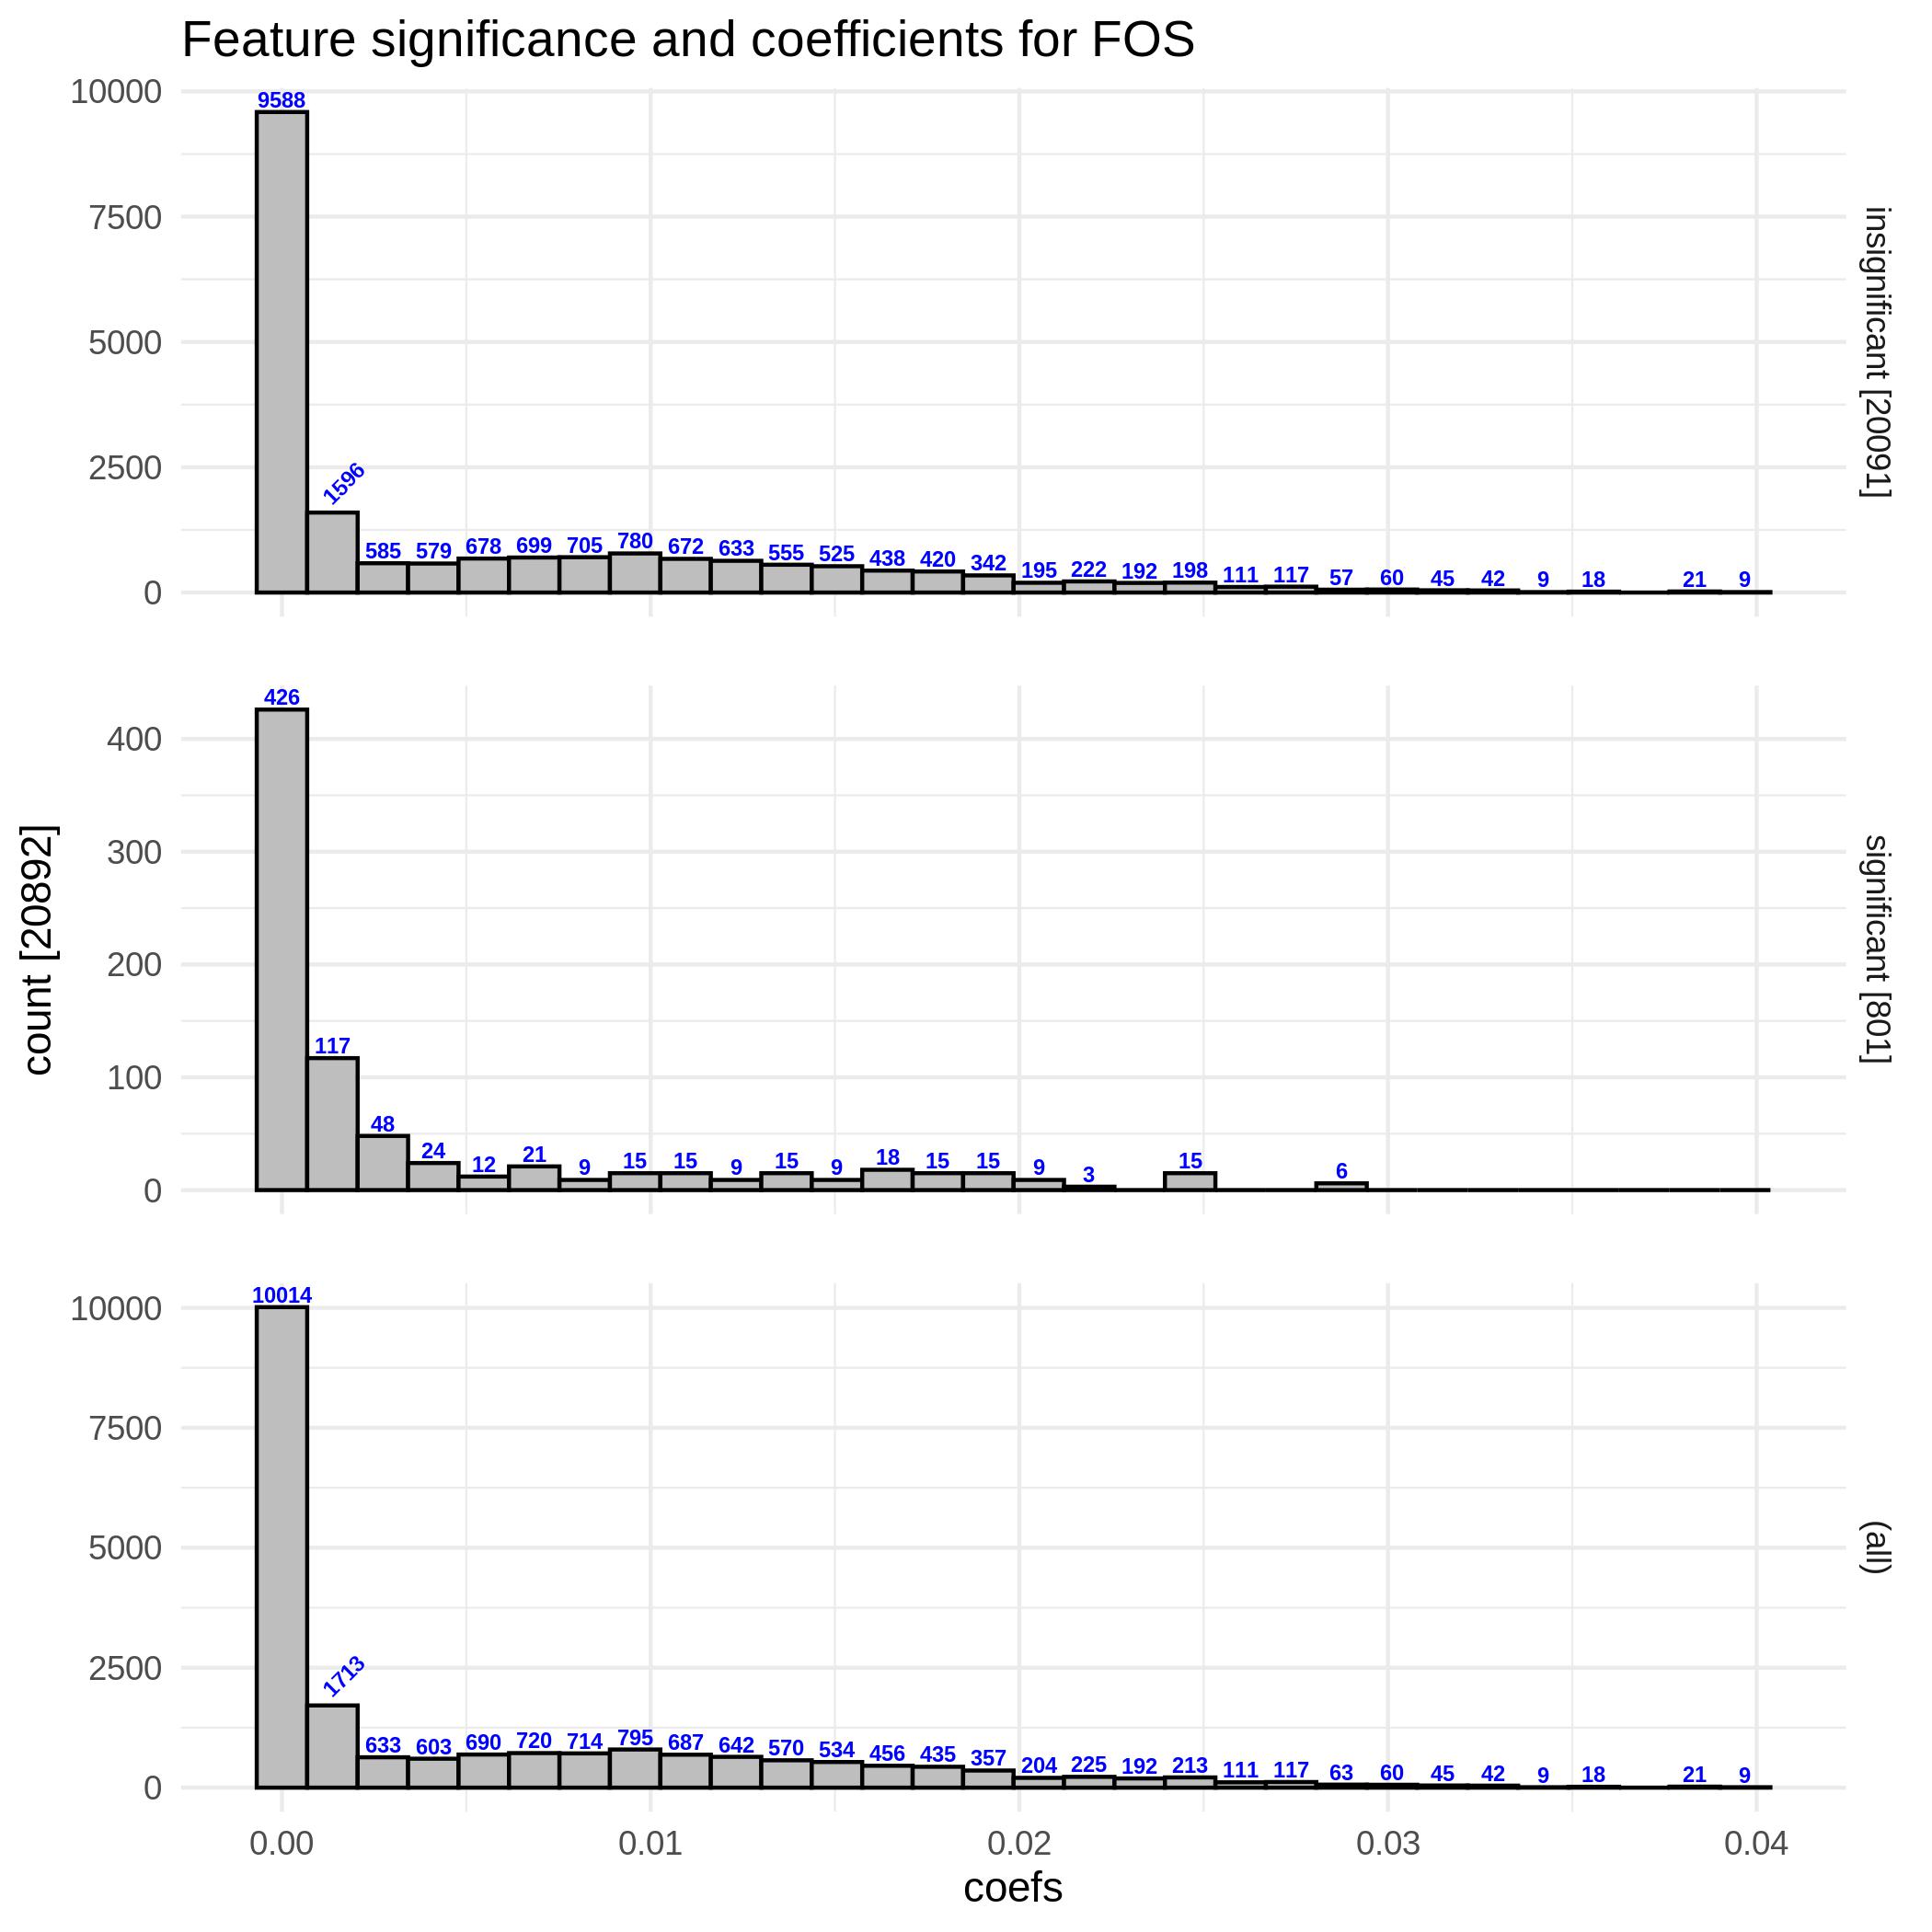 Feature significance and coefficients for FOS
10000
7500
5000
2500
0
9588
1596
585 579 678 699 705 780 672 633 555 525 438 420 342 195 222 192 198 111 117 57 60 45 42 9 18 21 9
insignificant [20091]
count [20892]
400
300
200
100
0
426
117
48
24
12 21 9 15 15 9 15 9 18 15 15 9 3 15 6
significant [801]
10000
7500
5000
2500
0
10014
1713
633 603 690 720 714 795 687 642 570 534 456 435 357 204 225 192 213 111 117 63 60 45 42 9 18 21 9
(all)
0.00 0.01 0.02 0.03 0.04
coefs